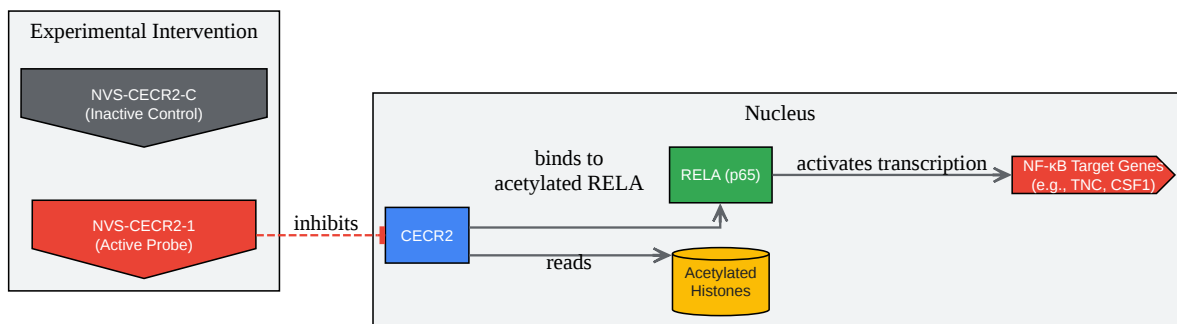 Experimental Intervention
NVS-CECR2-C
(Inactive Control)
NVS-CECR2-1
(Active Probe)
inhibits
Nucleus
CECR2
binds to
acetylated RELA
reads
RELA (p65)
Acetylated
Histones
activates transcription
NF-κB Target Genes
(e.g., TNC, CSF1)